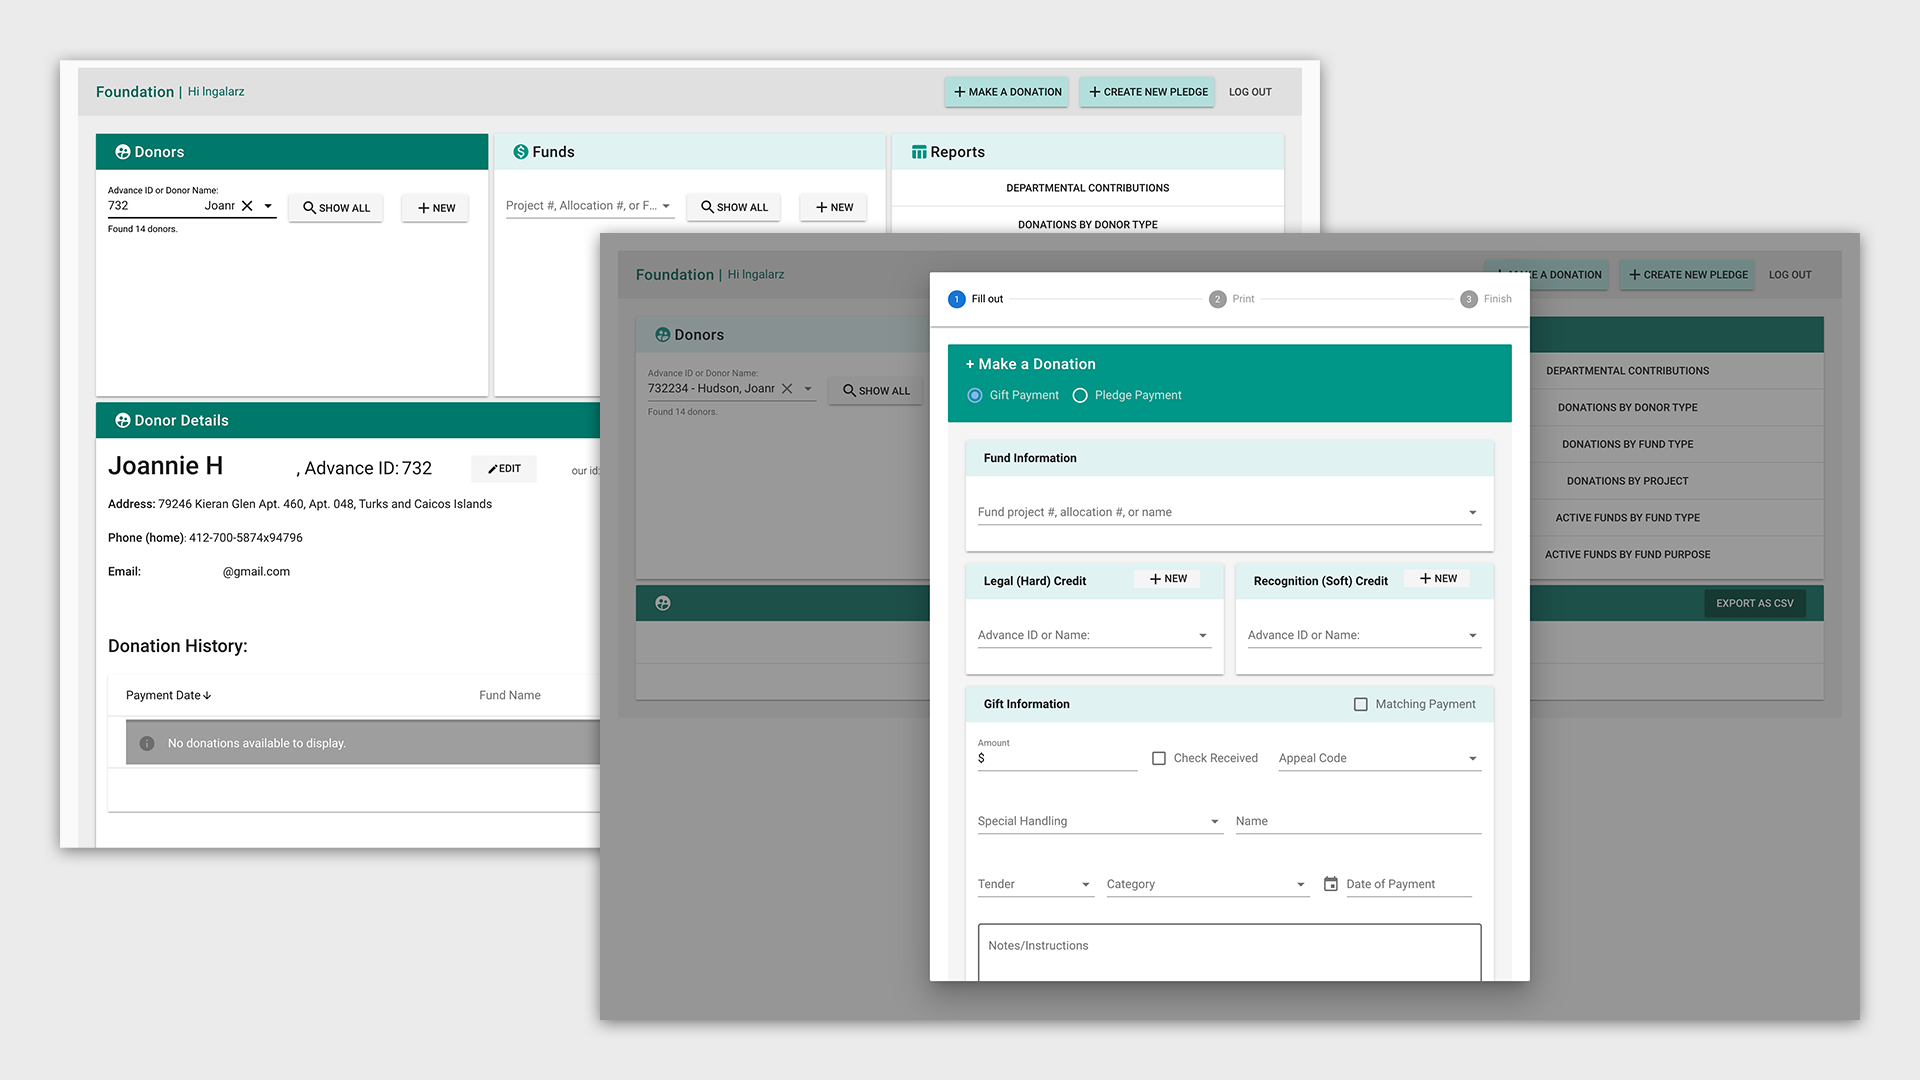 Foundation | Hi lngalarz
+ MAKE A DONATION
+ CREATE NEW PLEDGE
LOG OUT
Donors
Advance ID or Donor Name:
732 Joanr
SHOW ALL
+ NEW
Found 14 donors.
Funds
Project #, Allocation #, or F...
SHOW ALL
+ NEW
Reports
DEPARTMENTAL CONTRIBUTIONS
DONATIONS BY DONOR TYPE
Donor Details
Joannie H , Advance ID: 732
EDIT
our id:
Address: 79246 Kieran Glen Apt. 460, Apt. 048, Turks and Caicos Islands
Phone (home): 412-700-5874x94796
Email: @gmail.com
Donation History:
Payment Date
Fund Name
No donations available to display.
Foundation | Hi lngalarz
A DONATION
+ CREATE NEW PLEDGE
LOG OUT
Donors
Advance ID or Donor Name:
732234 - Hudson, Joanr
SHOW ALL
Found 14 donors.
DEPARTMENTAL CONTRIBUTIONS
DONATIONS BY DONOR TYPE
DONATIONS BY FUND TYPE
DONATIONS BY PROJECT
ACTIVE FUNDS BY FUND TYPE
ACTIVE FUNDS BY FUND PURPOSE
EXPORT AS CSV
1 Fill out
2 Print
3 Finish
+ Make a Donation
Gift Payment
Pledge Payment
Fund Information
Fund project #, allocation #, or name
Legal (Hard) Credit
+ NEW
Advance ID or Name:
Recognition (Soft) Credit
+ NEW
Advance ID or Name:
Gift Information
Matching Payment
Amount
$
Check Received
Appeal Code
Special Handling
Name
Tender
Category
Date of Payment
Notes/Instructions